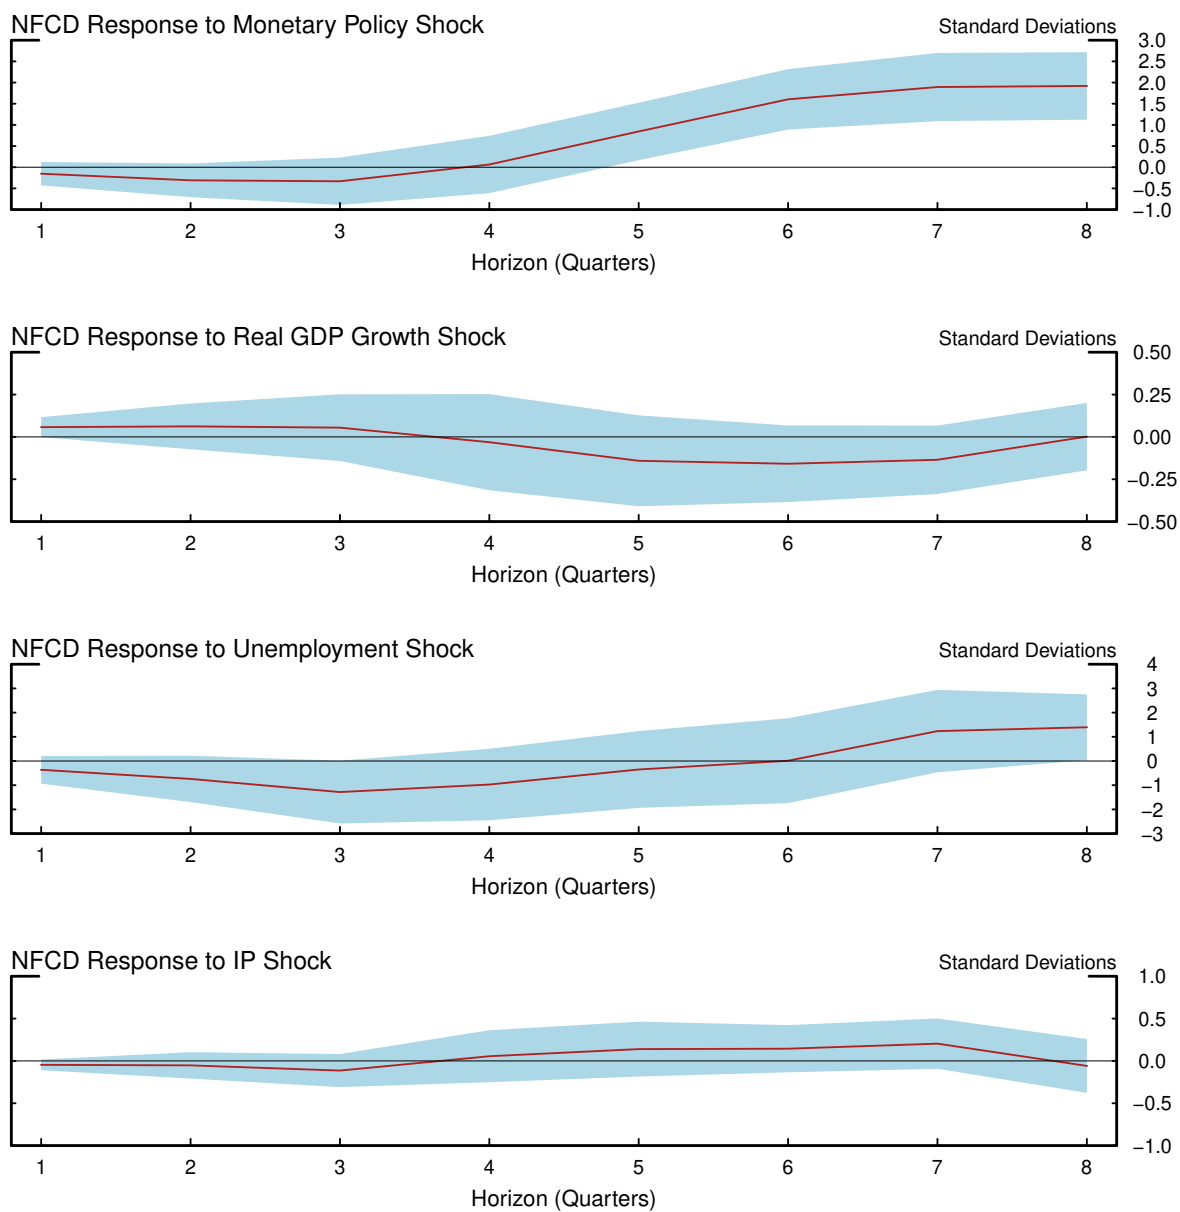 NFCD Response to Monetary Policy Shock
Standard Deviations
3.0
2.5
2.0
1.5
1.0
0.5
0.0
−0.5
−1.0
1 2 3 4 5 6 7 8
Horizon (Quarters)
NFCD Response to Real GDP Growth Shock
Standard Deviations
0.50
0.25
0.00
−0.25
−0.50
1 2 3 4 5 6 7 8
Horizon (Quarters)
NFCD Response to Unemployment Shock
Standard Deviations
4
3
2
1
0
−1
−2
−3
1 2 3 4 5 6 7 8
Horizon (Quarters)
NFCD Response to IP Shock
Standard Deviations
1.0
0.5
0.0
−0.5
−1.0
1 2 3 4 5 6 7 8
Horizon (Quarters)